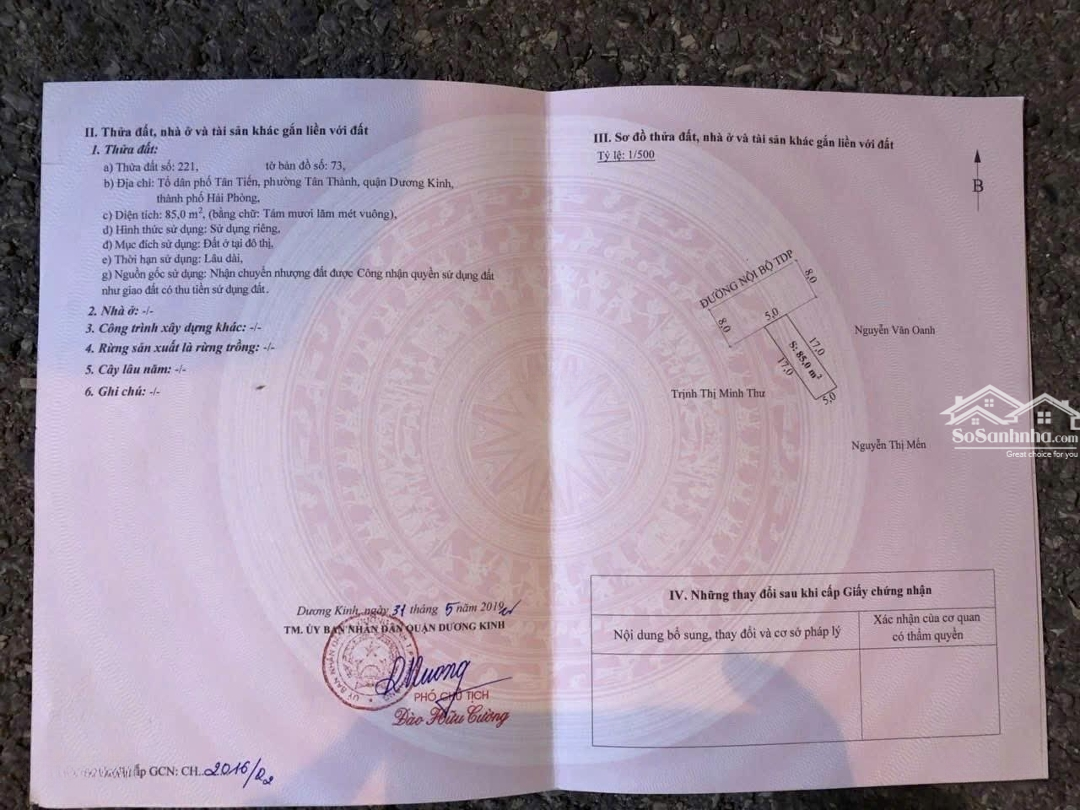 II. Thửa đất, nhà ở và tài sản khác gắn liền với đất
1. Thửa đất:
a) Thửa đất số: 221, tờ bản đồ số: 73,
b) Địa chỉ: Tổ dân phố Tân Tiến, phường Tân Thành, quận Dương Kinh,
thành phố Hải Phòng,
c) Diện tích: 85,0 m², (bằng chữ: Tám mươi lăm mét vuông),
d) Hình thức sử dụng: Sử dụng riêng,
đ) Mục đích sử dụng: Đất ở tại đô thị,
e) Thời hạn sử dụng: Lâu dài,
g) Nguồn gốc sử dụng: Nhận chuyển nhượng đất được Công nhận quyền sử dụng đất
như giao đất có thu tiền sử dụng đất.
2. Nhà ở: -/-
3. Công trình xây dựng khác: -/-
4. Rừng sản xuất là rừng trồng: -/-
5. Cây lâu năm: -/-
6. Ghi chú: -/-
Dương Kinh, ngày 31 tháng 5 năm 2019
TM. ỦY BAN NHÂN DÂN QUẬN DƯƠNG KINH
PHÓ CHỦ TỊCH
Đào Hữu Cường
cấp GCN: CH..2016/
III. Sơ đồ thửa đất, nhà ở và tài sản khác gắn liền với đất
Tỷ lệ: 1/500
B
ĐƯỜNG NỘI BỘ TDP
8,0
8,0
5,0
17,0
S: 85,0 m²
17,0
5,0
Nguyễn Văn Oanh
Trịnh Thị Minh Thư
Nguyễn Thị Mến
SoSanhnha.com
Great choice for you
IV. Những thay đổi sau khi cấp Giấy chứng nhận
Nội dung bổ sung, thay đổi và cơ sở pháp lý
Xác nhận của cơ quan
có thẩm quyền